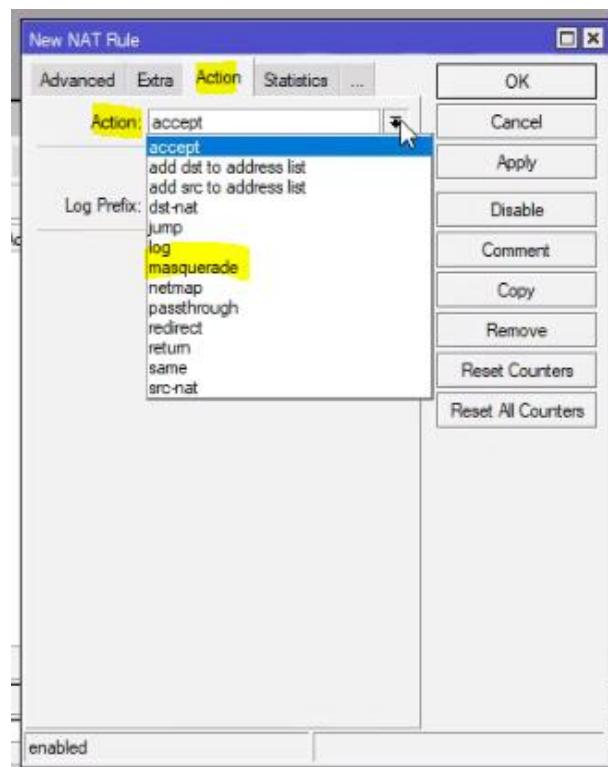 New NAT Rule
Advanced Extra Action Statistics ...
OK
Action: accept
Cancel
accept
add dst to address list
Apply
add src to address list
Log Prefix: dst-nat
Disable
jump
log
Comment
masquerade
netmap
Copy
passthrough
redirect
Remove
return
same
Reset Counters
src-nat
Reset All Counters
enabled